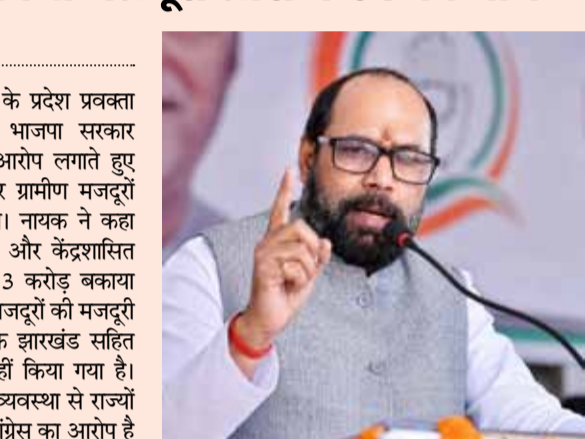 के प्रदेश प्रवक्ता
भाजपा सरकार
आरोप लगाते हुए
र ग्रामीण मजदूरों
। नायक ने कहा
और केंद्रशासित
3 करोड़ बकाया
मजदूरों की मजदूरी
झारखंड सहित
हीं किया गया है।
व्यवस्था से राज्यों
कांग्रेस का आरोप है